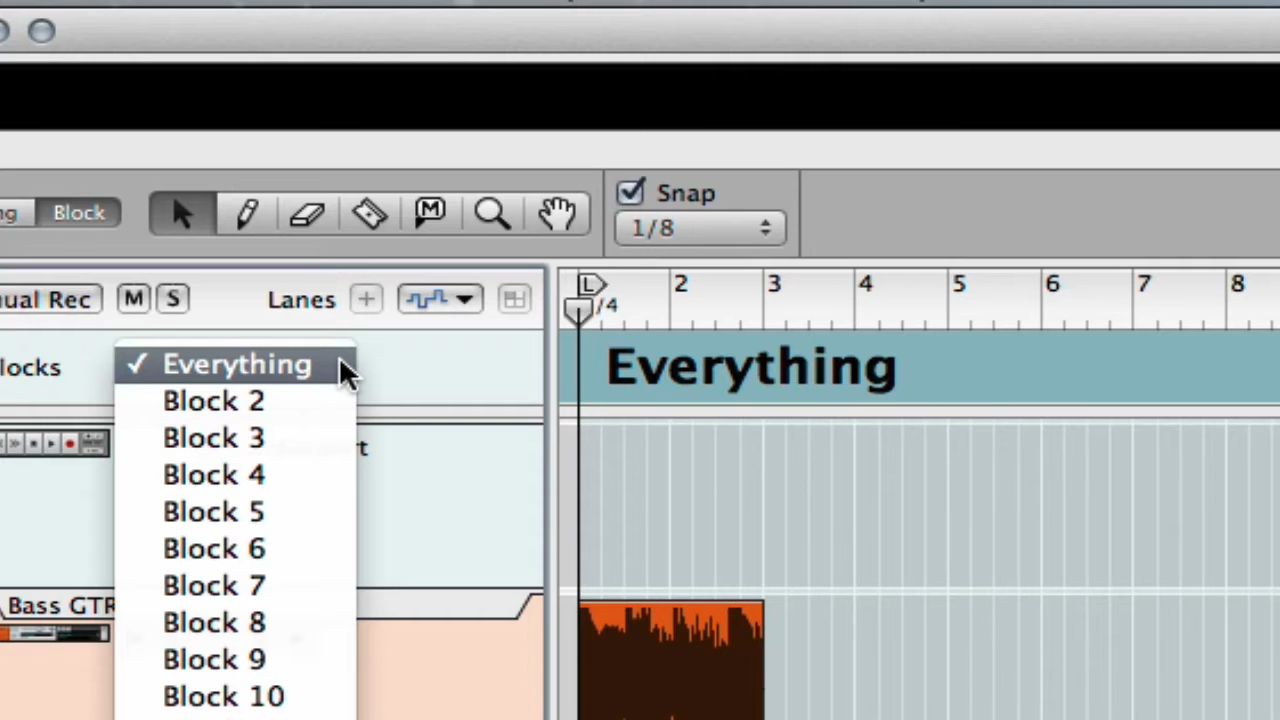 ng Block Snap
1/8
ual Rec M S Lanes + L 2 3 4 5 6 7 8
/4
locks ✓ Everything Everything
Block 2
Block 3
t
Block 4
Block 5
Block 6
Block 7
Bass GTR
Block 8
Block 9
Block 10